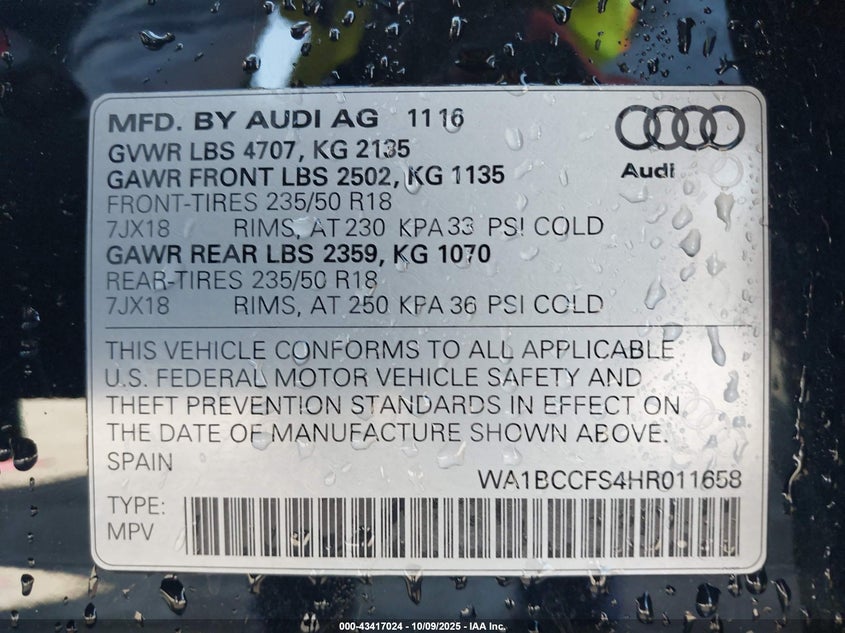 MFD. BY AUDI AG 11 16
GVWR LBS 4707, KG 2135
GAWR FRONT LBS 2502, KG 1135
FRONT-TIRES 235/50 R18
7JX18 RIMS, AT 230 KPA 33 PSI COLD
GAWR REAR LBS 2359, KG 1070
REAR-TIRES 235/50 R18
7JX18 RIMS, AT 250 KPA 36 PSI COLD
Audi
THIS VEHICLE CONFORMS TO ALL APPLICABLE
U.S. FEDERAL MOTOR VEHICLE SAFETY AND
THEFT PREVENTION STANDARDS IN EFFECT ON
THE DATE OF MANUFACTURE SHOWN ABOVE.
SPAIN
WA1BCCFS4HR011658
TYPE:
MPV
000-43417024 - 10/09/2025 - IAA Inc.